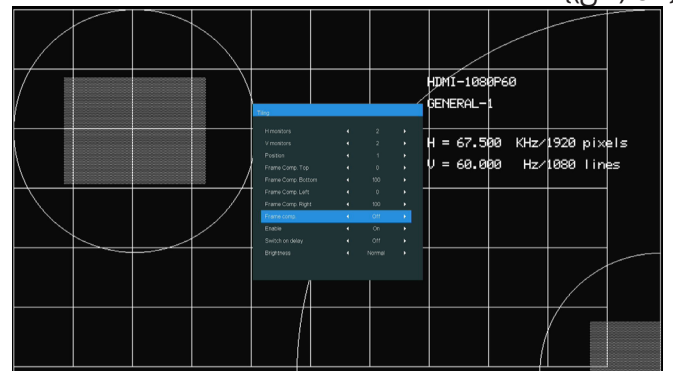 HDMI-1080P60
GENERAL-1
H = 67.500 KHz/1920 pixels
V = 60.000 Hz/1080 lines
Tiling
H monitors 2
V monitors 2
Position 1
Frame Comp. Top 0
Frame Comp. Bottom 100
Frame Comp. Left 0
Frame Comp. Right 100
Frame comp. Off
Enable On
Switch on delay Off
Brightness Normal